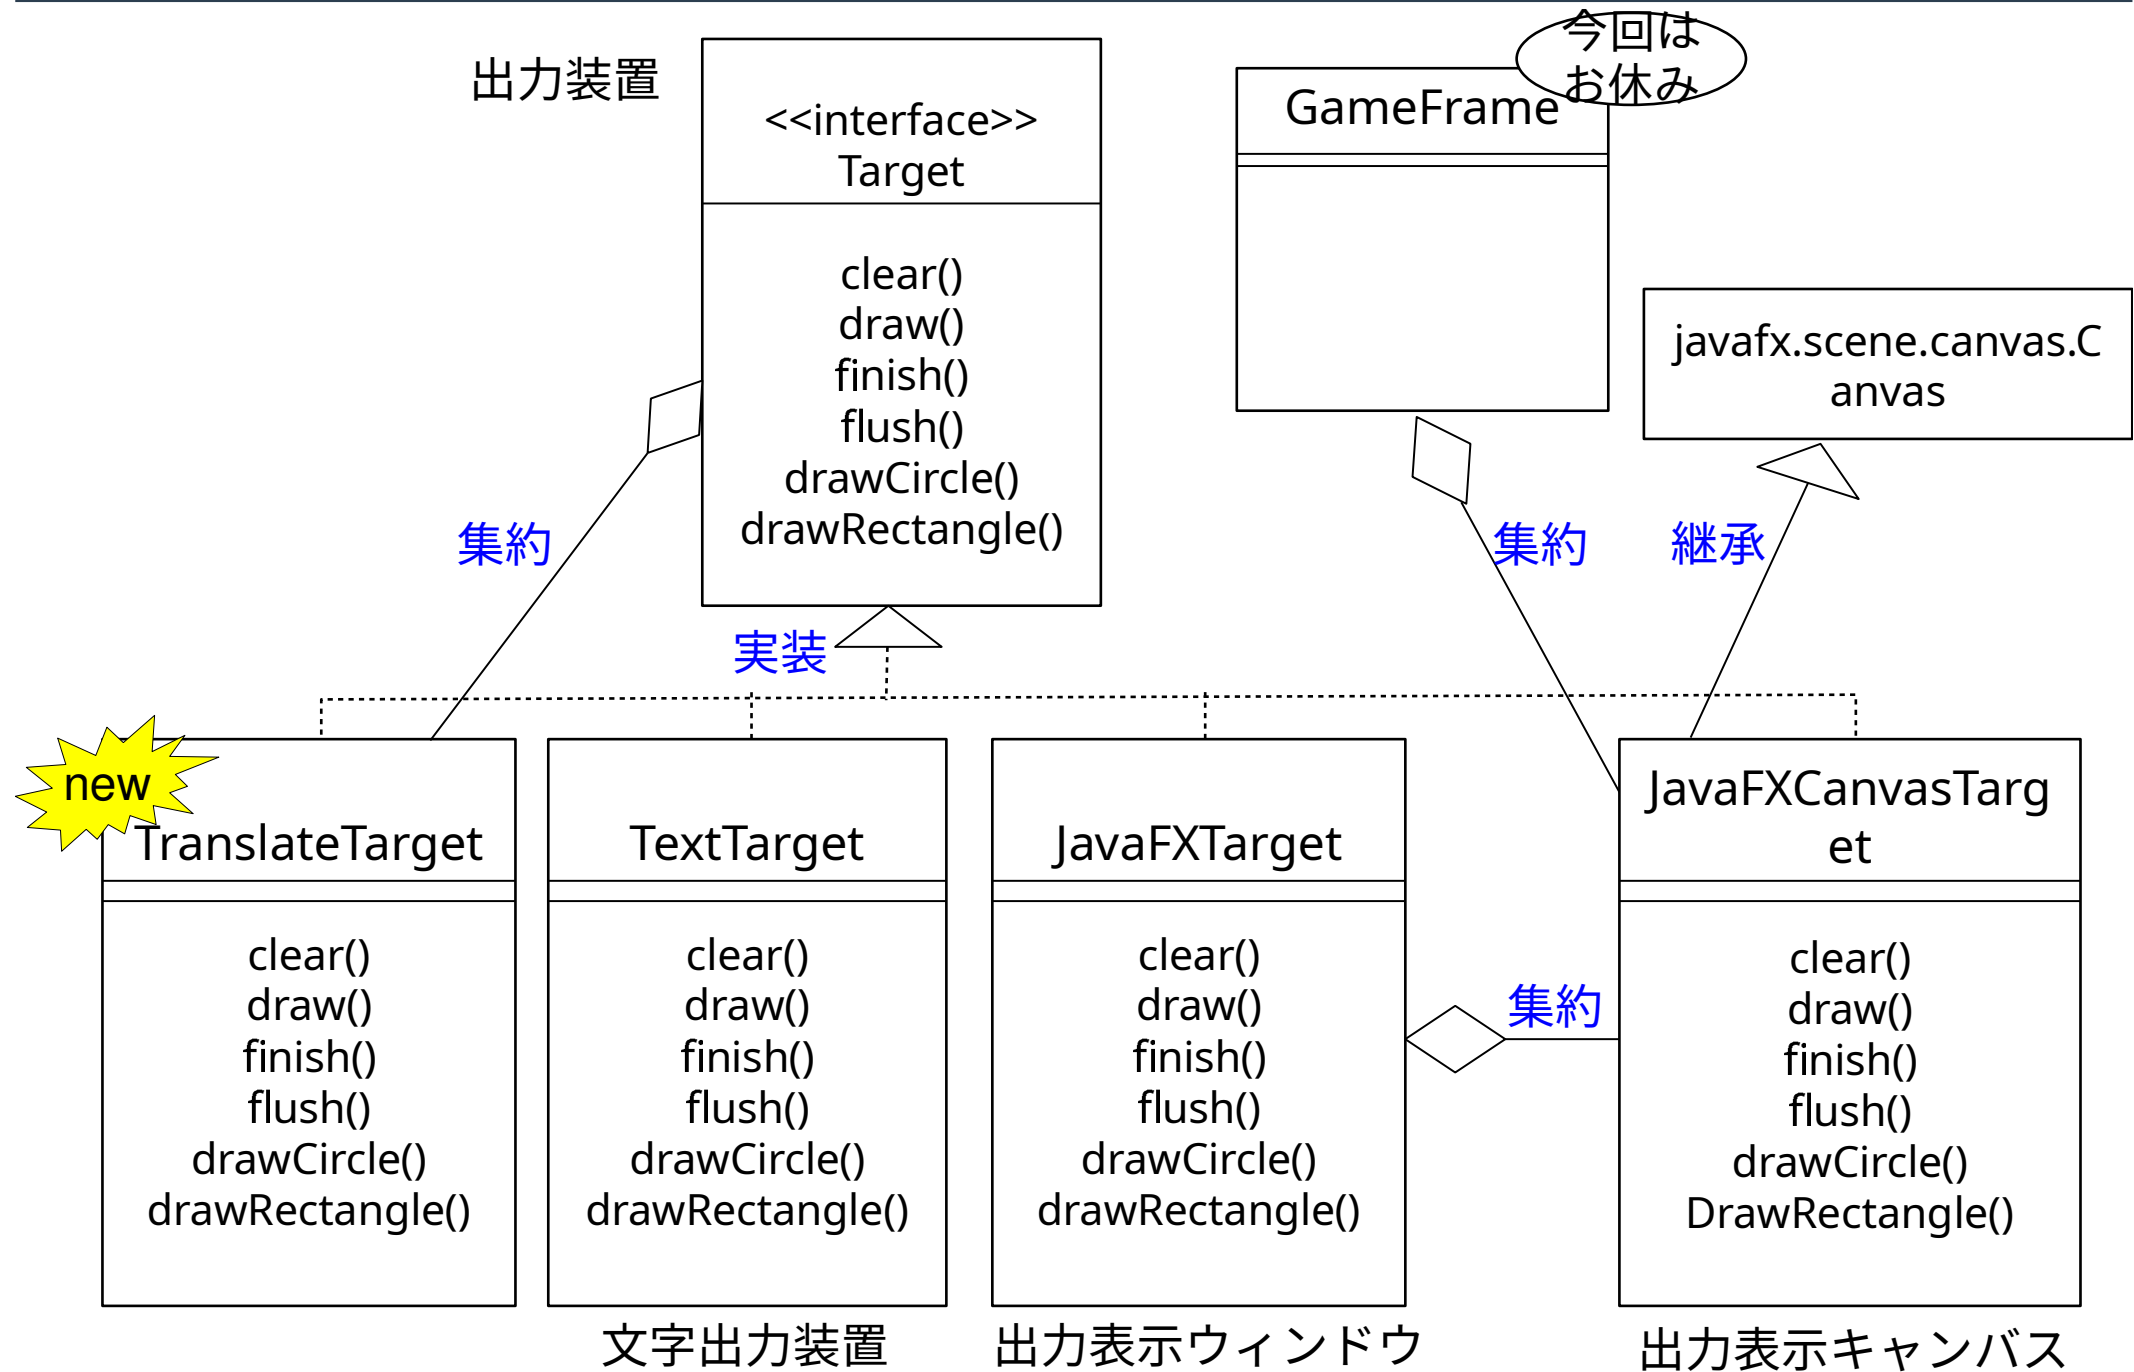 今回は
お休み
出力装置
<<interface>>
Target
clear()
draw()
finish()
flush()
drawCircle()
drawRectangle()
GameFrame
javafx.scene.canvas.C
anvas
集約
集約
継承
実装
new
TranslateTarget
clear()
draw()
finish()
flush()
drawCircle()
drawRectangle()
TextTarget
clear()
draw()
finish()
flush()
drawCircle()
drawRectangle()
文字出力装置
JavaFXTarget
clear()
draw()
finish()
flush()
drawCircle()
drawRectangle()
出力表示ウィンドウ
集約
JavaFXCanvasTarg
et
clear()
draw()
finish()
flush()
drawCircle()
DrawRectangle()
出力表示キャンバス